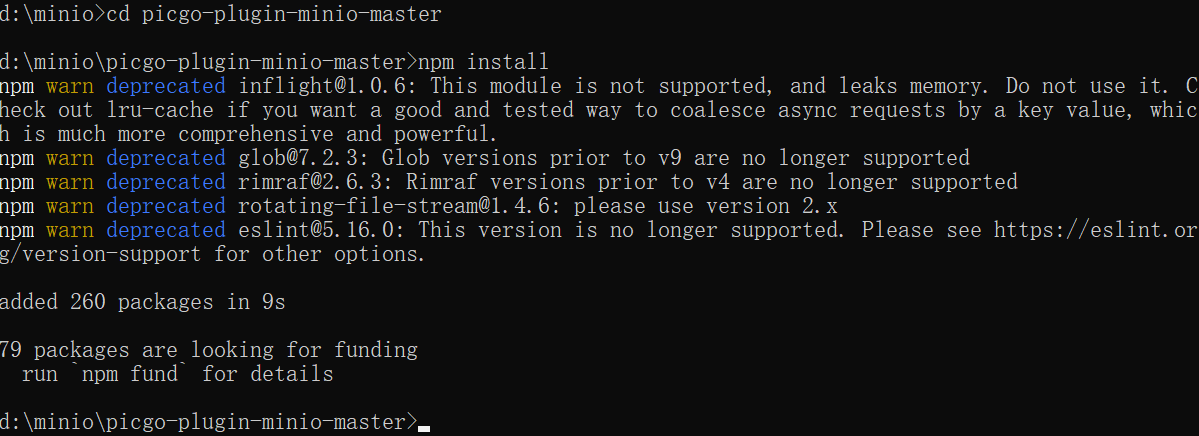 d:\minio>cd picgo-plugin-minio-master
d:\minio\picgo-plugin-minio-master>npm install
npm warn deprecated inflight@1.0.6: This module is not supported, and leaks memory. Do not use it. C
heck out lru-cache if you want a good and tested way to coalesce async requests by a key value, whic
h is much more comprehensive and powerful.
npm warn deprecated glob@7.2.3: Glob versions prior to v9 are no longer supported
npm warn deprecated rimraf@2.6.3: Rimraf versions prior to v4 are no longer supported
npm warn deprecated rotating-file-stream@1.4.6: please use version 2.x
npm warn deprecated eslint@5.16.0: This version is no longer supported. Please see https://eslint.or
g/version-support for other options.
added 260 packages in 9s
79 packages are looking for funding
  run `npm fund` for details
d:\minio\picgo-plugin-minio-master>